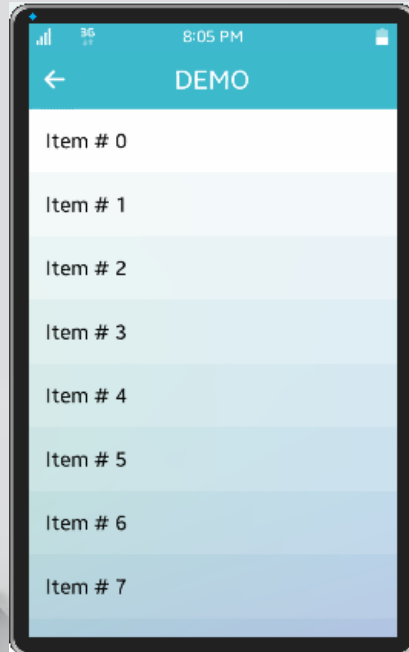 3G
8:05 PM
DEMO
Item # 0
Item # 1
Item # 2
Item # 3
Item # 4
Item # 5
Item # 6
Item # 7